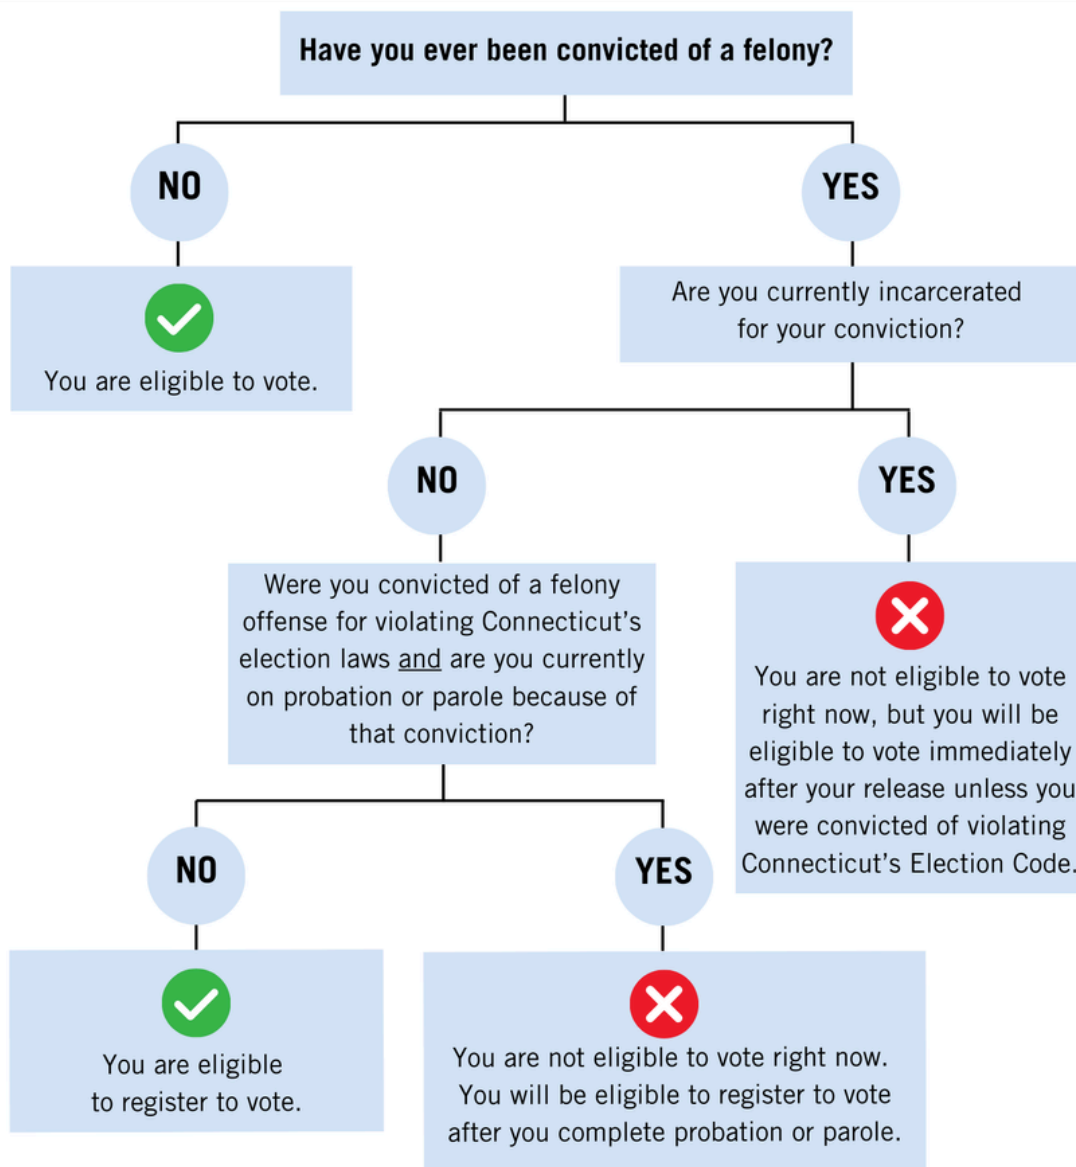 Have you ever been convicted of a felony?
NO
YES
You are eligible to vote.
Are you currently incarcerated
for your conviction?
NO
YES
Were you convicted of a felony
offense for violating Connecticut's
election laws and are you currently
on probation or parole because of
that conviction?
You are not eligible to vote
right now, but you will be
eligible to vote immediately
after your release unless you
were convicted of violating
Connecticut's Election Code.
NO
YES
You are eligible
to register to vote.
You are not eligible to vote right now.
You will be eligible to register to vote
after you complete probation or parole.